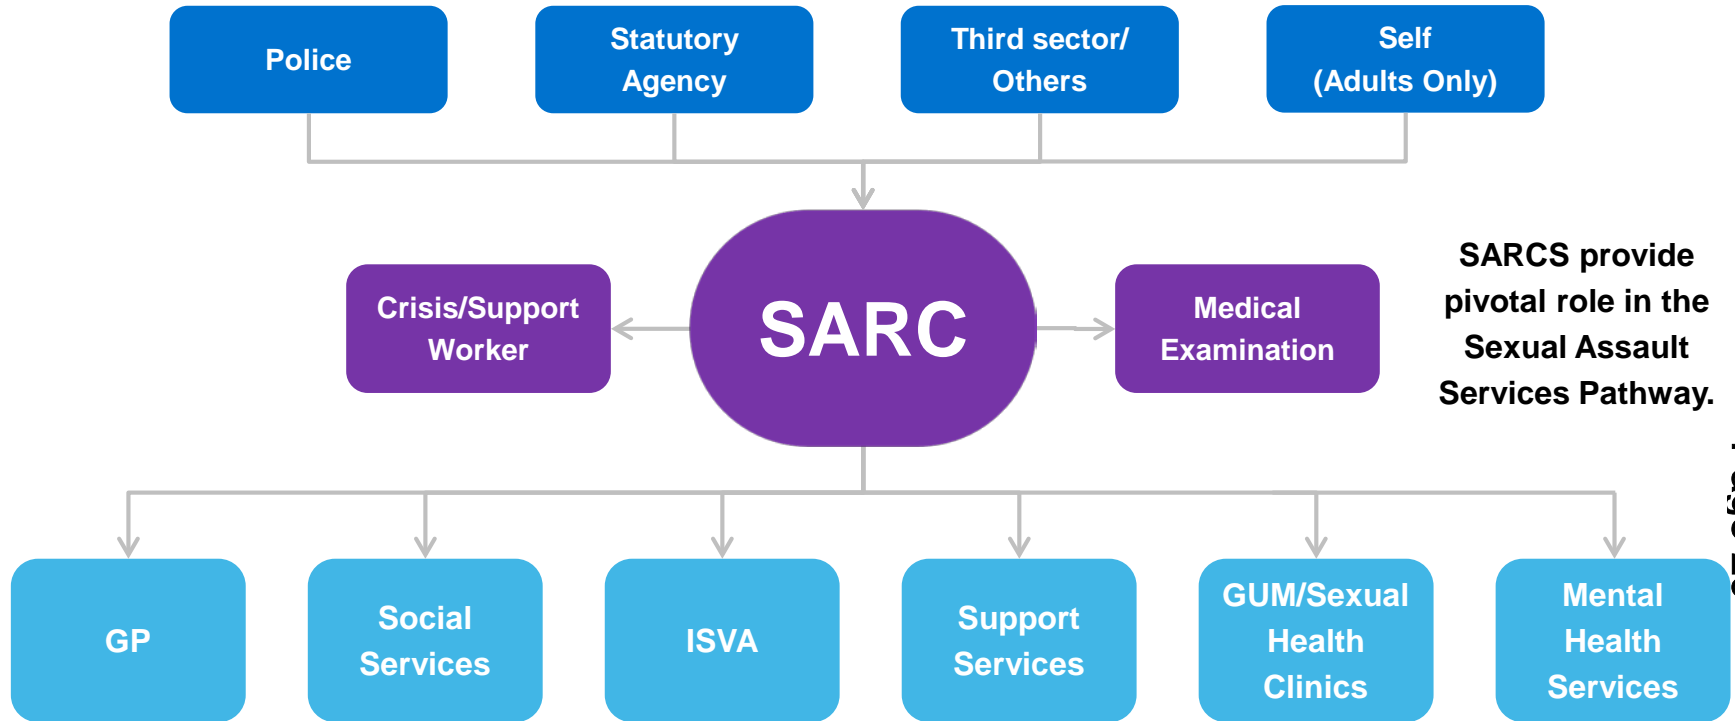 Police
Statutory
Agency
Third sector/
Others
Self
(Adults Only)
SARC
Crisis/Support
Worker
Medical
Examination
SARCS provide
pivotal role in the
Sexual Assault
Services Pathway.
GP
Social
Services
ISVA
Support
Services
GUM/Sexual
Health
Clinics
Mental
Health
Services